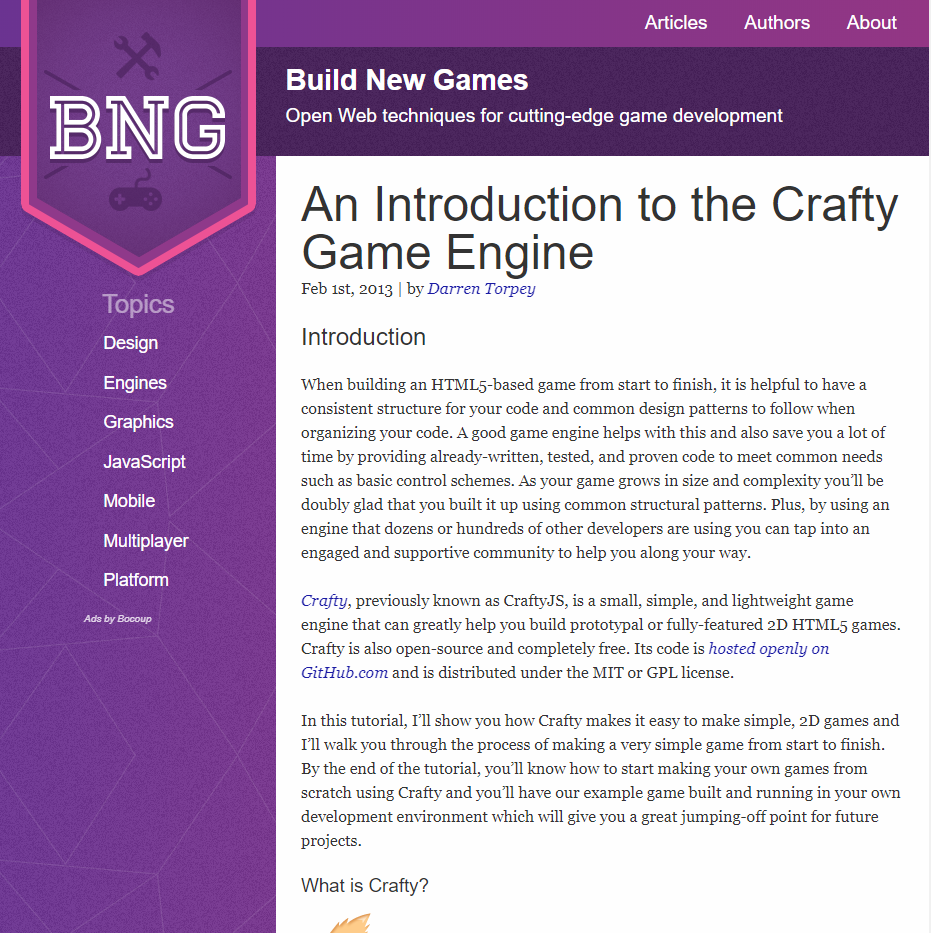 Articles Authors About
BNG
Build New Games
Open Web techniques for cutting-edge game development
Topics
Design
Engines
Graphics
JavaScript
Mobile
Multiplayer
Platform
Ads by Bocoup
An Introduction to the Crafty
Game Engine
Feb 1st, 2013 | by Darren Torpey
Introduction
When building an HTML5-based game from start to finish, it is helpful to have a
consistent structure for your code and common design patterns to follow when
organizing your code. A good game engine helps with this and also save you a lot of
time by providing already-written, tested, and proven code to meet common needs
such as basic control schemes. As your game grows in size and complexity you’ll be
doubly glad that you built it up using common structural patterns. Plus, by using an
engine that dozens or hundreds of other developers are using you can tap into an
engaged and supportive community to help you along your way.
Crafty, previously known as CraftyJS, is a small, simple, and lightweight game
engine that can greatly help you build prototypal or fully-featured 2D HTML5 games.
Crafty is also open-source and completely free. Its code is hosted openly on
GitHub.com and is distributed under the MIT or GPL license.
In this tutorial, I’ll show you how Crafty makes it easy to make simple, 2D games and
I’ll walk you through the process of making a very simple game from start to finish.
By the end of the tutorial, you’ll know how to start making your own games from
scratch using Crafty and you’ll have our example game built and running in your own
development environment which will give you a great jumping-off point for future
projects.
What is Crafty?